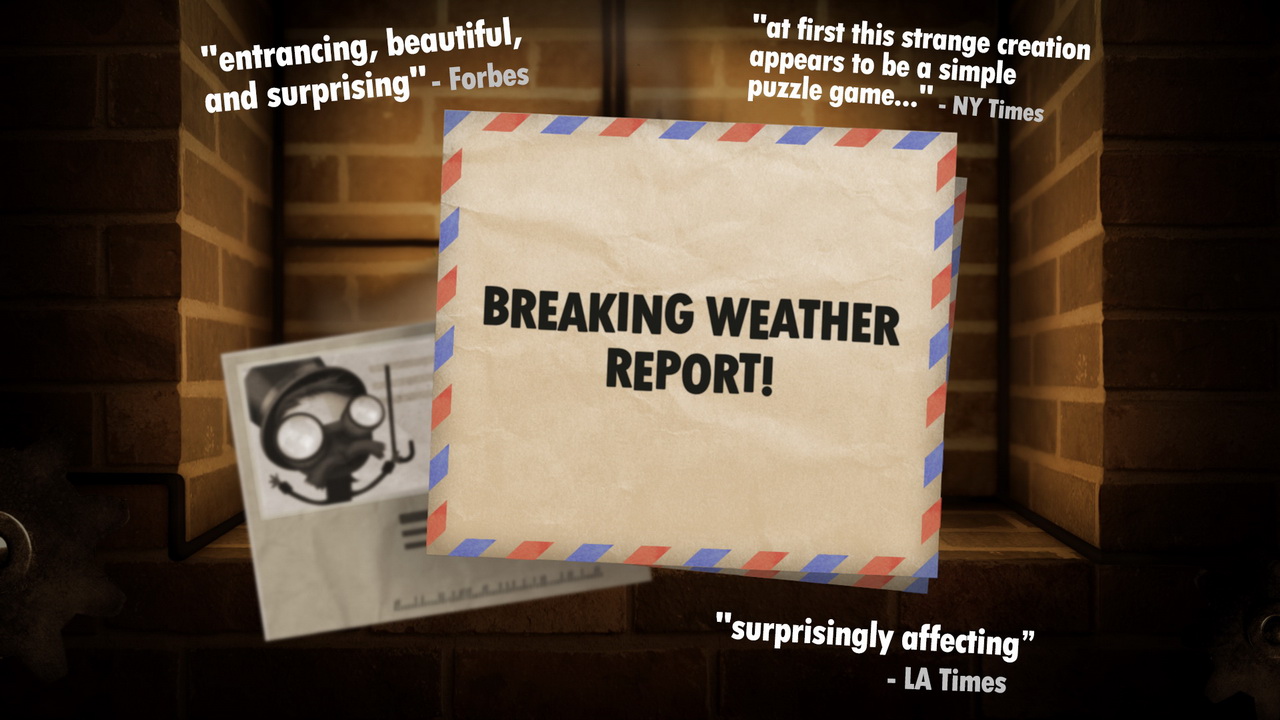 "entrancing, beautiful,
and surprising" - Forbes
"at first this strange creation
appears to be a simple
puzzle game..." - NY Times
BREAKING WEATHER
REPORT!
"surprisingly affecting”
- LA Times